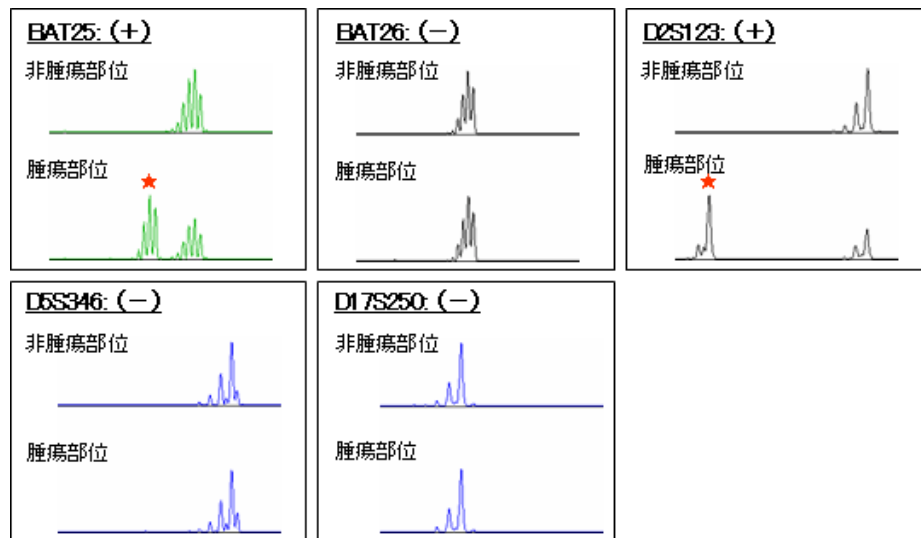 BAT25: (+)
非腫瘍部位
腫瘍部位
BAT26: (−)
非腫瘍部位
腫瘍部位
D2S123: (+)
非腫瘍部位
腫瘍部位
D5S346: (−)
非腫瘍部位
腫瘍部位
D17S250: (−)
非腫瘍部位
腫瘍部位